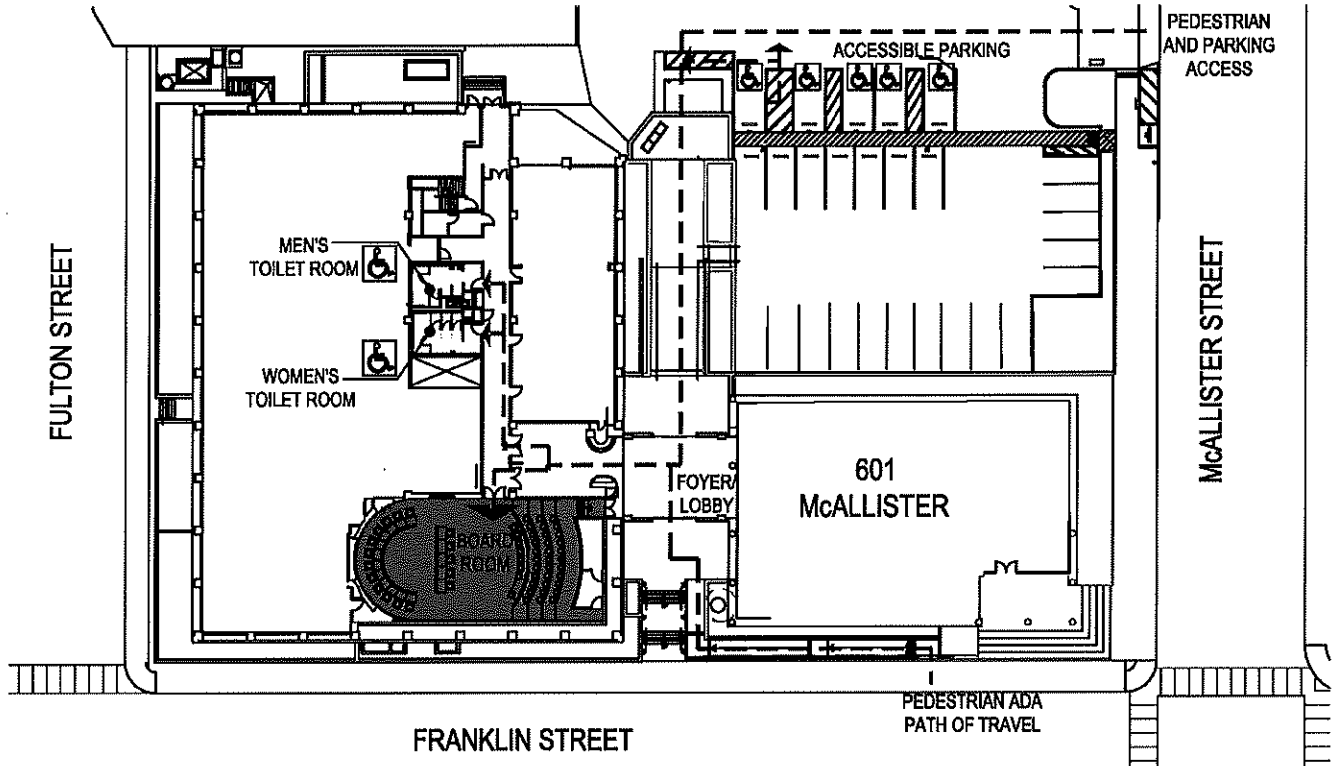 PEDESTRIAN
AND PARKING
ACCESS
ACCESSIBLE PARKING
MEN'S
TOILET ROOM
WOMEN'S
TOILET ROOM
FULTON STREET
McALLISTER STREET
FOYER/
LOBBY
601
McALLISTER
BOARD
ROOM
PEDESTRIAN ADA
PATH OF TRAVEL
FRANKLIN STREET